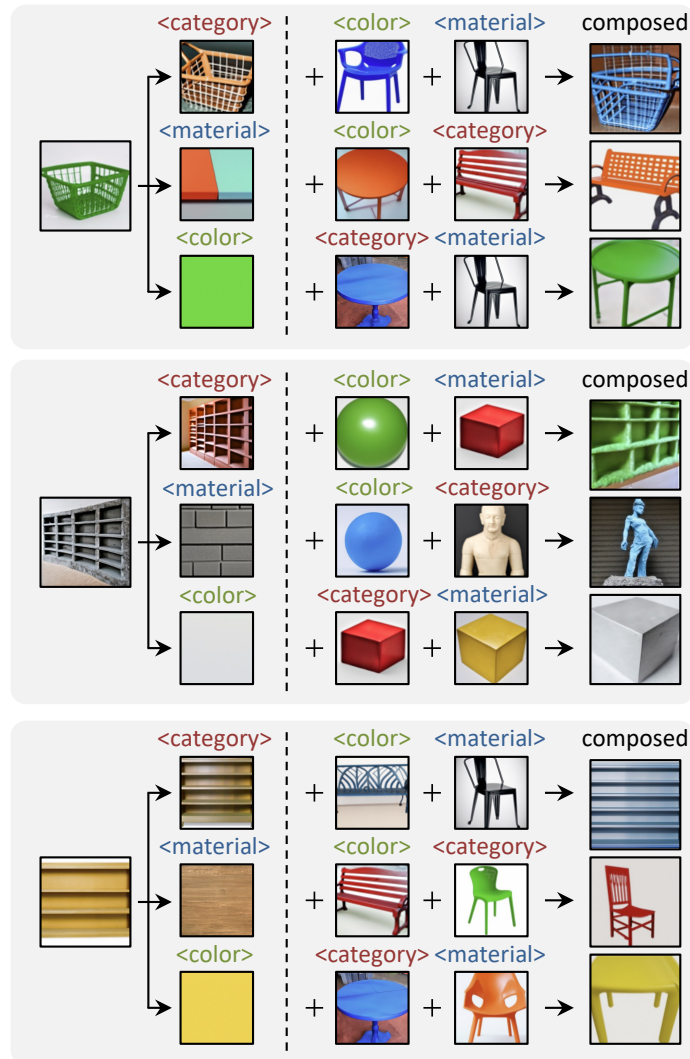 <category> <color> <material> composed
+ +
<material> <color> <category>
+ +
<color> <category> <material>
+ +
<category> <color> <material> composed
+ +
<material> <color> <category>
+ +
<color> <category> <material>
+ +
<category> <color> <material> composed
+ +
<material> <color> <category>
+ +
<color> <category> <material>
+ +